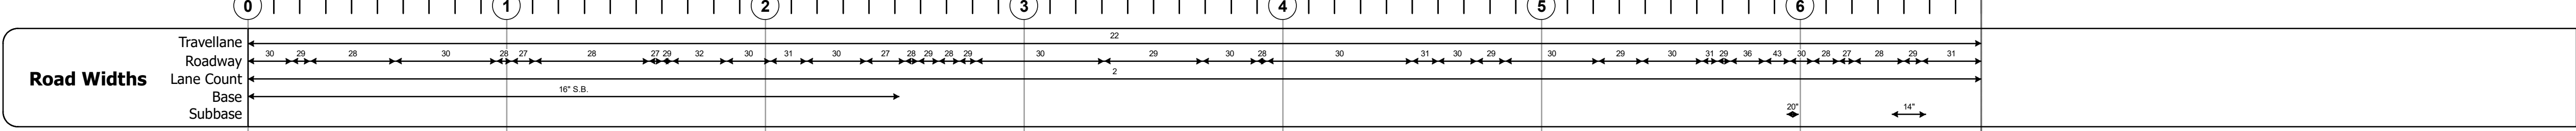 0 1 2 3 4 5 6
Travellane 22
30 29 28 30 28 27 28 27 29 32 30 31 30 27 28 29 28 29 30 29 30 28 30 31 30 29 30 29 30 31 29 36 43 30 28 27 28 29 31
Roadway
Road Widths
Lane Count 2
Base 16" S.B.
Subbase 20" 14"